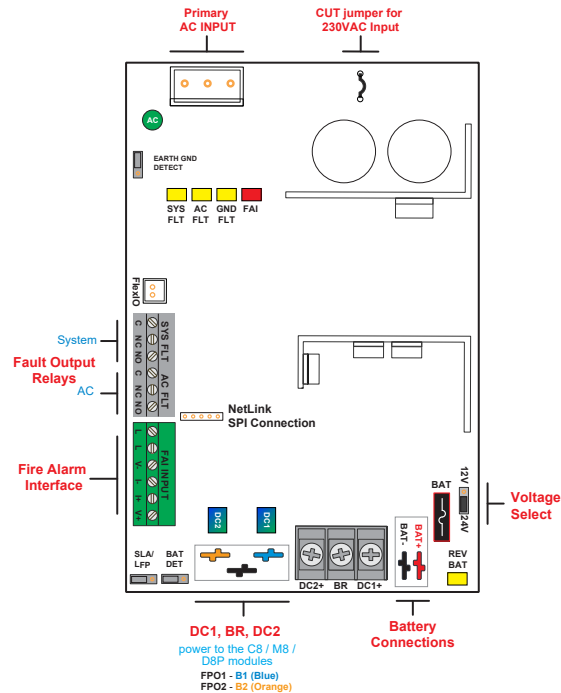 Primary
AC INPUT
CUT jumper for
230VAC Input
AC
EARTH GND
DETECT
SYS
FLT
AC
FLT
GND
FLT
FAI
FlexIO
System
Fault Output
Relays
AC
C
NC
NO
C
NC
NO
SYS FLT
AC FLT
NetLink
SPI Connection
Fire Alarm
Interface
L
L
V-
I-
I+
V+
FAI INPUT
12V
24V
Voltage
Select
BAT
DC2
DC1
BAT-
BAT+
SLA/
LFP
BAT
DET
REV
BAT
DC2+
BR
DC1+
DC1, BR, DC2
power to the C8 / M8 /
D8P modules
FPO1 - B1 (Blue)
FPO2 - B2 (Orange)
Battery
Connections